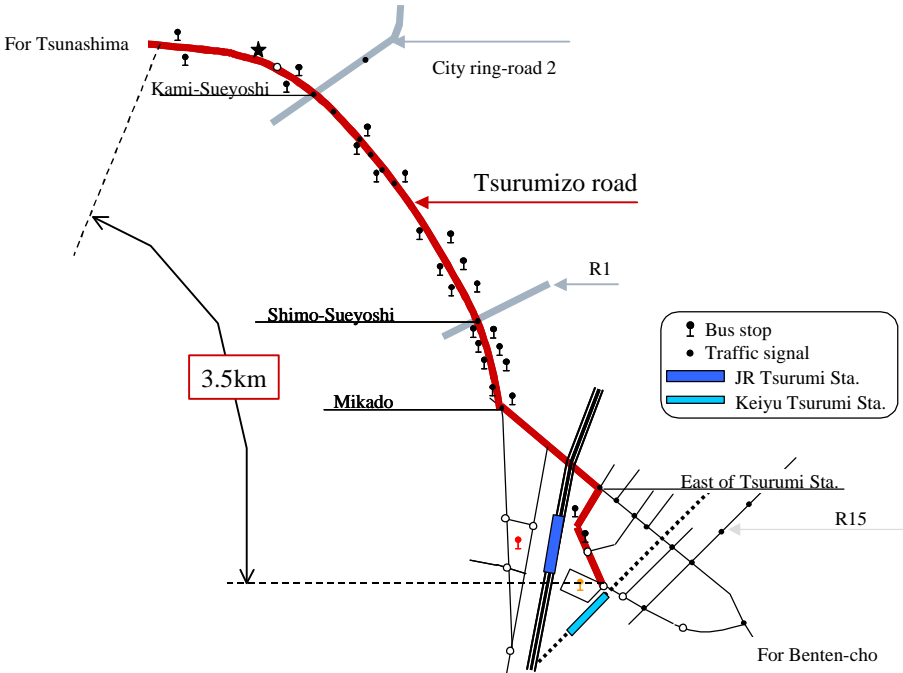 For Tsunashima
City ring-road 2
Kami-Sueyoshi
Tsurumizo road
R1
Shimo-Sueyoshi
Bus stop
Traffic signal
JR Tsurumi Sta.
Keiyu Tsurumi Sta.
3.5km
Mikado
East of Tsurumi Sta.
R15
For Benten-cho